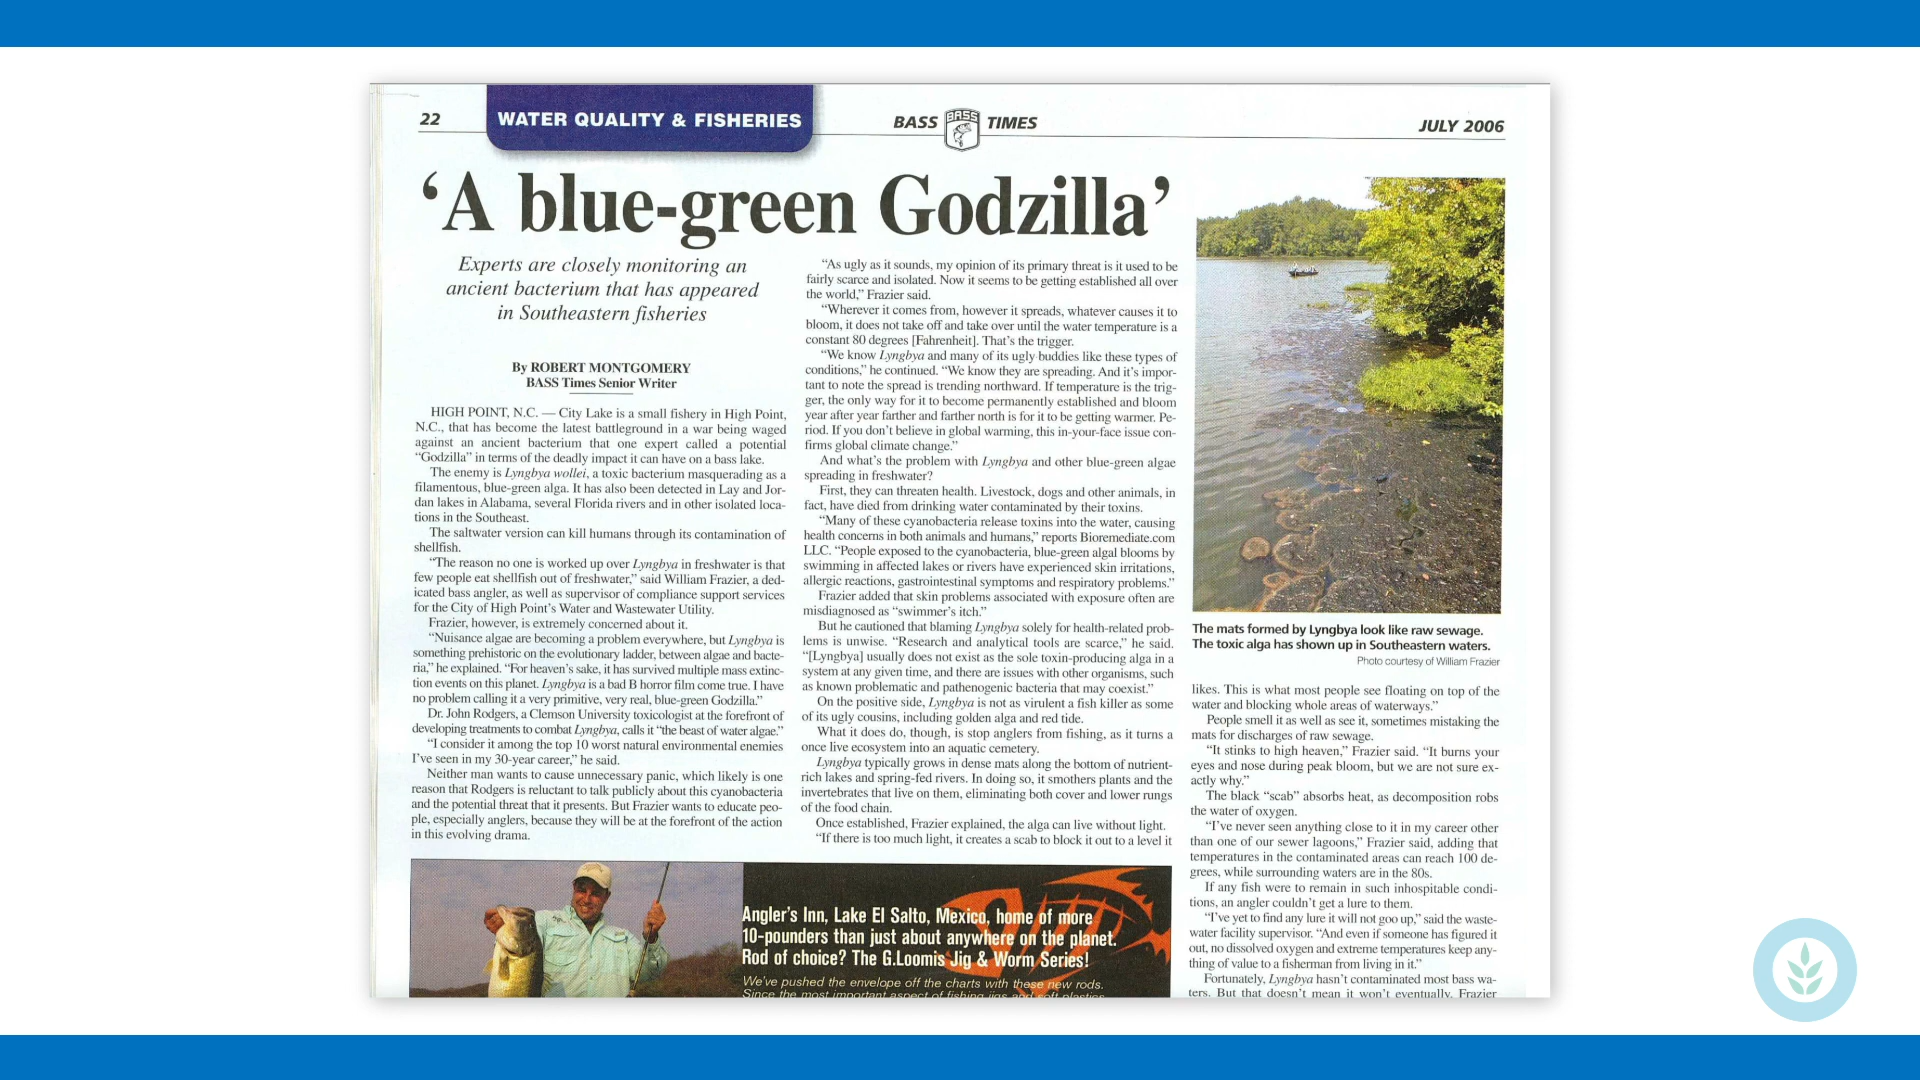 22
WATER QUALITY & FISHERIES
BASS
BASS
TIMES
JULY 2006
‘A blue-green Godzilla’
Experts are closely monitoring an
ancient bacterium that has appeared
in Southeastern fisheries
By ROBERT MONTGOMERY
BASS Times Senior Writer
HIGH POINT, N.C. — City Lake is a small fishery in High Point,
N.C., that has become the latest battleground in a war being waged
against an ancient bacterium that one expert called a potential
“Godzilla” in terms of the deadly impact it can have on a bass lake.
The enemy is Lyngbya wollei, a toxic bacterium masquerading as a
filamentous, blue-green alga. It has also been detected in Lay and Jor-
dan lakes in Alabama, several Florida rivers and in other isolated loca-
tions in the Southeast.
The saltwater version can kill humans through its contamination of
shellfish.
“The reason no one is worked up over Lyngbya in freshwater is that
few people eat shellfish out of freshwater,” said William Frazier, a ded-
icated bass angler, as well as supervisor of compliance support services
for the City of High Point’s Water and Wastewater Utility.
Frazier, however, is extremely concerned about it.
“Nuisance algae are becoming a problem everywhere, but Lyngbya is
something prehistoric on the evolutionary ladder, between algae and bacte-
ria,” he explained. “For heaven’s sake, it has survived multiple mass extinc-
tion events on this planet. Lyngbya is a bad B horror film come true. I have
no problem calling it a very primitive, very real, blue-green Godzilla.”
Dr. John Rodgers, a Clemson University toxicologist at the forefront of
developing treatments to combat Lyngbya, calls it “the beast of water algae.”
“I consider it among the top 10 worst natural environmental enemies
I’ve seen in my 30-year career,” he said.
Neither man wants to cause unnecessary panic, which likely is one
reason that Rodgers is reluctant to talk publicly about this cyanobacteria
and the potential threat that it presents. But Frazier wants to educate peo-
ple, especially anglers, because they will be at the forefront of the action
in this evolving drama.
“As ugly as it sounds, my opinion of its primary threat is it used to be
fairly scarce and isolated. Now it seems to be getting established all over
the world,” Frazier said.
“Wherever it comes from, however it spreads, whatever causes it to
bloom, it does not take off and take over until the water temperature is a
constant 80 degrees [Fahrenheit]. That’s the trigger.
“We know Lyngbya and many of its ugly buddies like these types of
conditions,” he continued. “We know they are spreading. And it’s impor-
tant to note the spread is trending northward. If temperature is the trig-
ger, the only way for it to become permanently established and bloom
year after year farther and farther north is for it to be getting warmer. Pe-
riod. If you don’t believe in global warming, this in-your-face issue con-
firms global climate change.”
And what’s the problem with Lyngbya and other blue-green algae
spreading in freshwater?
First, they can threaten health. Livestock, dogs and other animals, in
fact, have died from drinking water contaminated by their toxins.
“Many of these cyanobacteria release toxins into the water, causing
health concerns in both animals and humans,” reports Bioremediate.com
LLC. “People exposed to the cyanobacteria, blue-green algal blooms by
swimming in affected lakes or rivers have experienced skin irritations,
allergic reactions, gastrointestinal symptoms and respiratory problems.”
Frazier added that skin problems associated with exposure often are
misdiagnosed as “swimmer’s itch.”
But he cautioned that blaming Lyngbya solely for health-related prob-
lems is unwise. “Research and analytical tools are scarce,” he said.
“[Lyngbya] usually does not exist as the sole toxin-producing alga in a
system at any given time, and there are issues with other organisms, such
as known problematic and pathenogenic bacteria that may coexist.”
On the positive side, Lyngbya is not as virulent a fish killer as some
of its ugly cousins, including golden alga and red tide.
What it does do, though, is stop anglers from fishing, as it turns a
once live ecosystem into an aquatic cemetery.
Lyngbya typically grows in dense mats along the bottom of nutrient-
rich lakes and spring-fed rivers. In doing so, it smothers plants and the
invertebrates that live on them, eliminating both cover and lower rungs
of the food chain.
Once established, Frazier explained, the alga can live without light.
“If there is too much light, it creates a scab to block it out to a level it
The mats formed by Lyngbya look like raw sewage.
The toxic alga has shown up in Southeastern waters.
Photo courtesy of William Frazier
likes. This is what most people see floating on top of the
water and blocking whole areas of waterways.”
People smell it as well as see it, sometimes mistaking the
mats for discharges of raw sewage.
“It stinks to high heaven,” Frazier said. “It burns your
eyes and nose during peak bloom, but we are not sure ex-
actly why.”
The black “scab” absorbs heat, as decomposition robs
the water of oxygen.
“I’ve never seen anything close to it in my career other
than one of our sewer lagoons,” Frazier said, adding that
temperatures in the contaminated areas can reach 100 de-
grees, while surrounding waters are in the 80s.
If any fish were to remain in such inhospitable condi-
tions, an angler couldn’t get a lure to them.
“I’ve yet to find any lure it will not goo up,” said the waste-
water facility supervisor. “And even if someone has figured it
out, no dissolved oxygen and extreme temperatures keep any-
thing of value to a fisherman from living in it.”
Fortunately, Lyngbya hasn’t contaminated most bass wa-
ters. But that doesn’t mean it won’t eventually. Frazier
Angler’s Inn, Lake El Salto, Mexico, home of more
10-pounders than just about anywhere on the planet.
Rod of choice? The G.Loomis Jig & Worm Series!
We’ve pushed the envelope off the charts with these new rods.
Since the most important aspect of fishing jigs and soft plastics